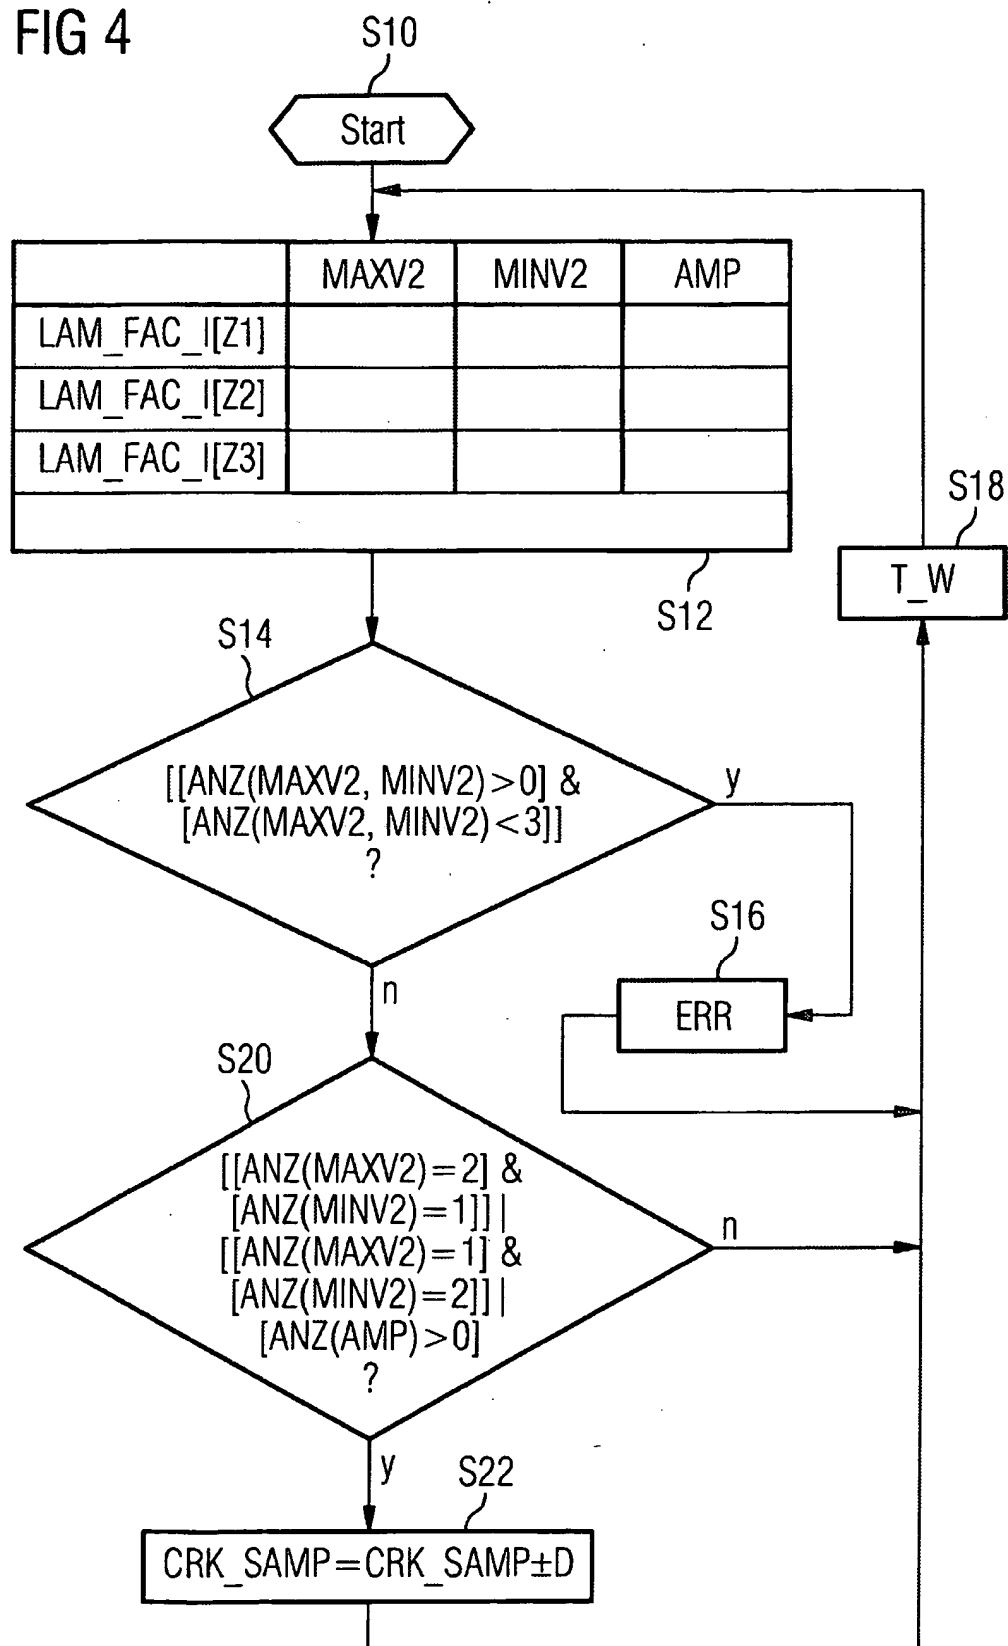 FIG 4
S10
Start
MAXV2 MINV2 AMP
LAM_FAC_I[Z1]
LAM_FAC_I[Z2]
LAM_FAC_I[Z3]
S18
T_W
S12
S14
[[ANZ(MAXV2, MINV2)>0] &
[ANZ(MAXV2, MINV2)<3]]
?
y
n
S16
ERR
S20
[[ANZ(MAXV2)=2] &
[ANZ(MINV2)=1]] |
[[ANZ(MAXV2)=1] &
[ANZ(MINV2)=2]] |
[ANZ(AMP)>0]
?
n
y
S22
CRK_SAMP=CRK_SAMP±D